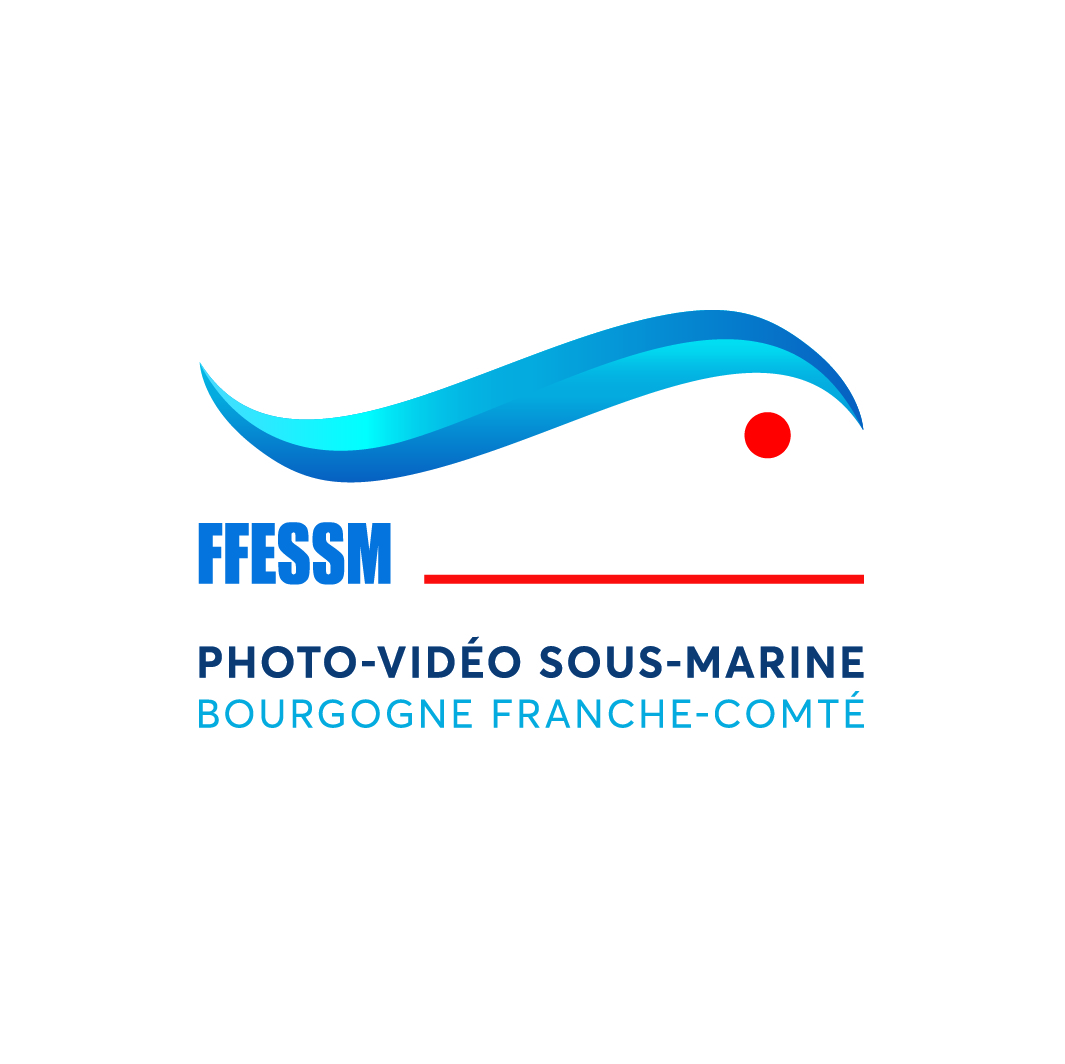 FFESSM
PHOTO-VIDÉO SOUS-MARINE
BOURGOGNE FRANCHE-COMTÉ